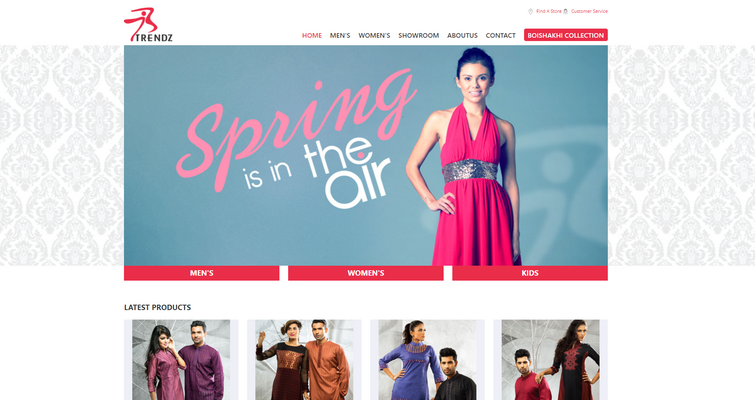 TRENDZ
Find A Store Customer Service
HOME MEN'S WOMEN'S SHOWROOM ABOUTUS CONTACT BOISHAKHI COLLECTION
Spring
is in the
air
MEN'S WOMEN'S KIDS
LATEST PRODUCTS